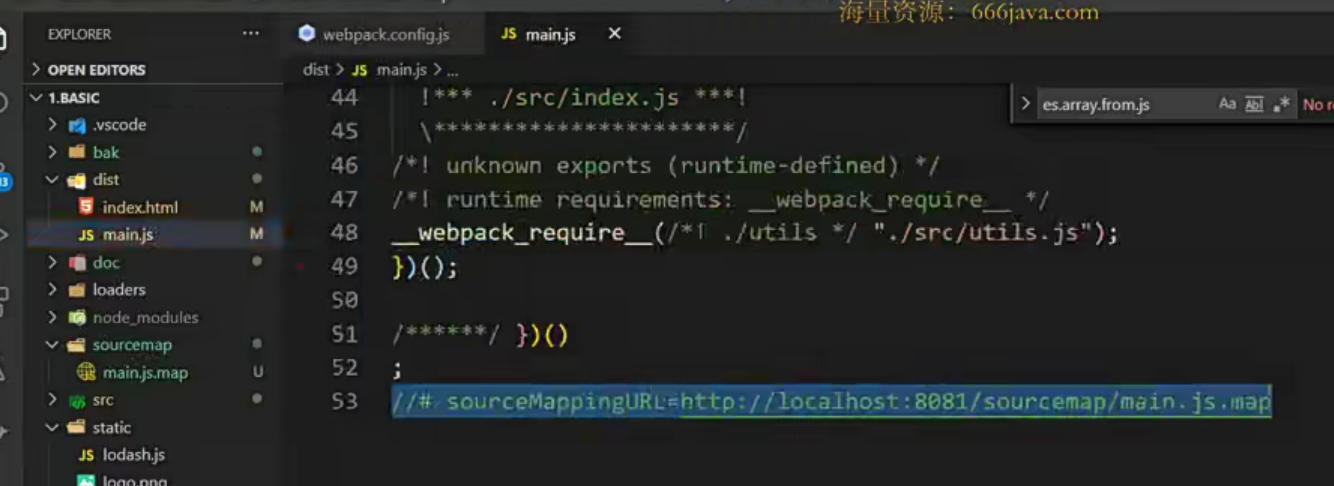 海量资源：666java.com
EXPLORER
···
webpack.config.js
JS main.js ×
OPEN EDITORS
dist > JS main.js > ...
1.BASIC
.vscode
bak
dist
5 index.html M
JS main.js M
doc
loaders
node_modules
sourcemap
main.js.map U
src
static
JS lodash.js
logo.png
es.array.from.js Aa Abl .* No
44 !*** ./src/index.js ***!
45 \**********************/
46 /*! unknown exports (runtime-defined) */
47 /*! runtime requirements: __webpack_require__ */
48 __webpack_require__(/*! ./utils */ "./src/utils.js");
49 })();
50
51 /******/ })()
52 ;
53 //# sourceMappingURL=http://localhost:8081/sourcemap/main.js.map